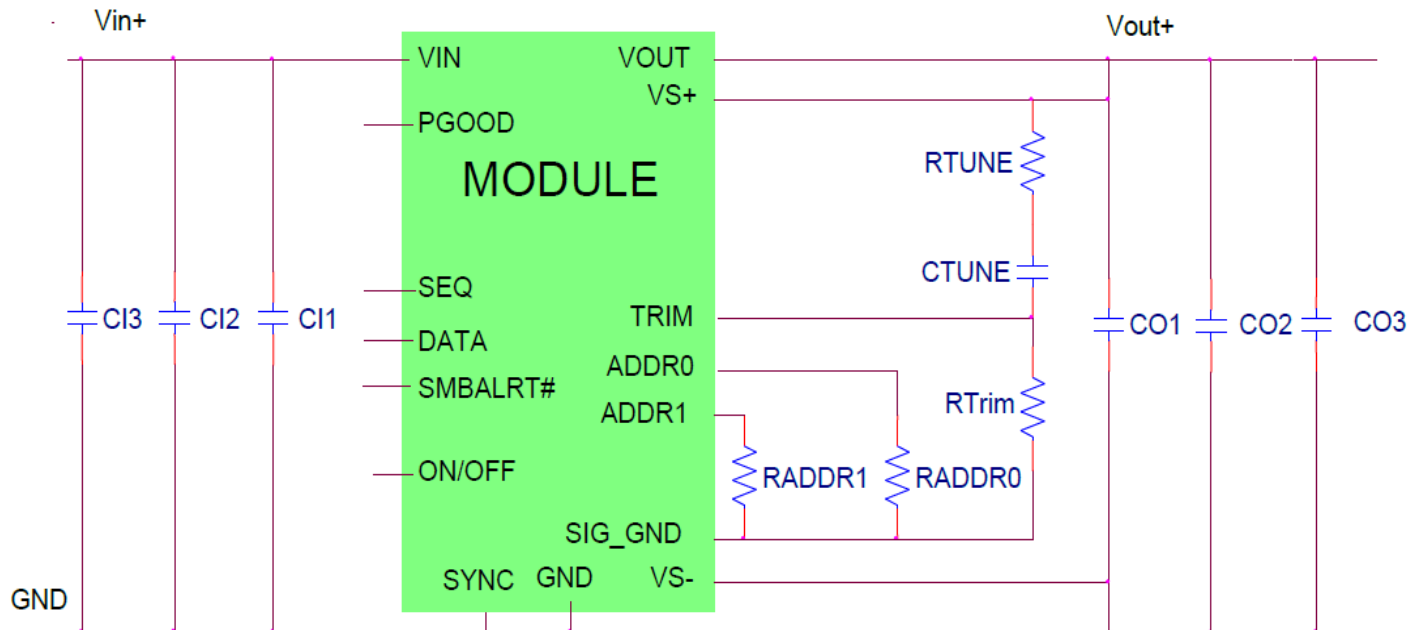 Vin+
Vout+
VIN
VOUT
VS+
PGOOD
MODULE
RTUNE
CTUNE
SEQ
TRIM
CI3
CI2
CI1
CO1
CO2
CO3
DATA
ADDR0
SMBALRT#
ADDR1
RTrim
ON/OFF
RADDR1
RADDR0
SIG_GND
SYNC
GND
VS-
GND